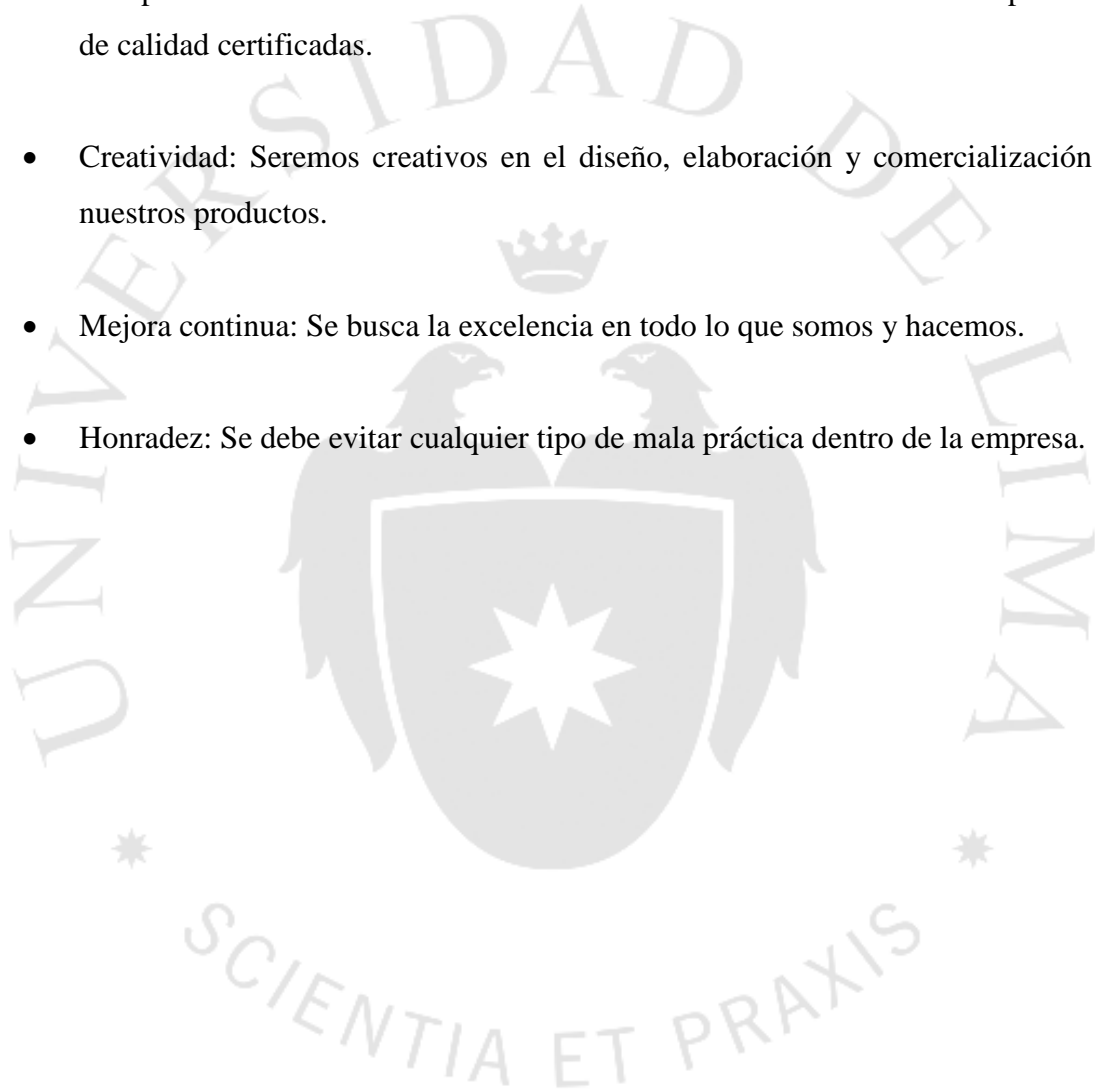 de calidad certificadas.
• Creatividad: Seremos creativos en el diseño, elaboración y comercialización
nuestros productos.
• Mejora continua: Se busca la excelencia en todo lo que somos y hacemos.
• Honradez: Se debe evitar cualquier tipo de mala práctica dentro de la empresa.
UNIVERSIDAD DE LIMA
SCIENTIA ET PRAXIS